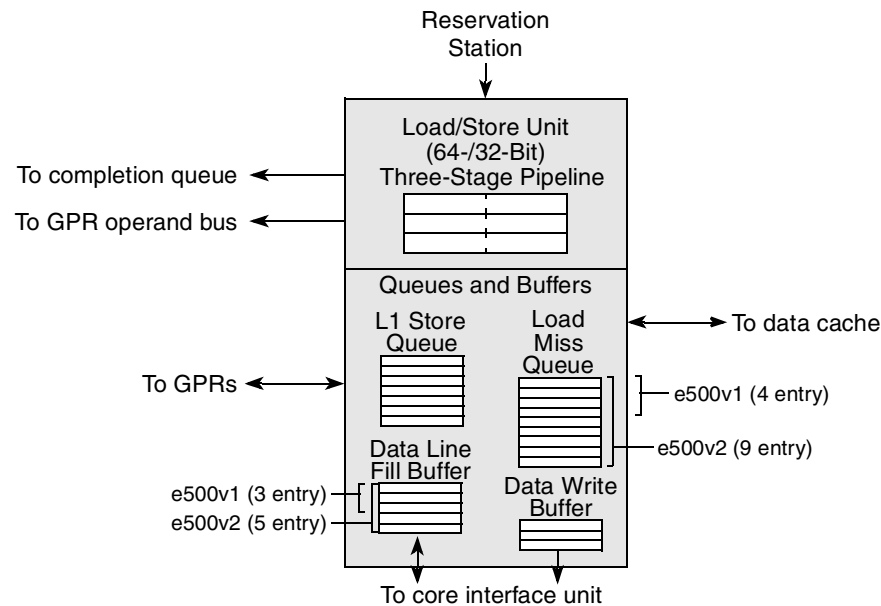 Reservation
Station
Load/Store Unit
(64-/32-Bit)
Three-Stage Pipeline
To completion queue
To GPR operand bus
Queues and Buffers
L1 Store
Queue
Load
Miss
Queue
To data cache
To GPRs
e500v1 (4 entry)
e500v2 (9 entry)
Data Line
Fill Buffer
Data Write
Buffer
e500v1 (3 entry)
e500v2 (5 entry)
To core interface unit